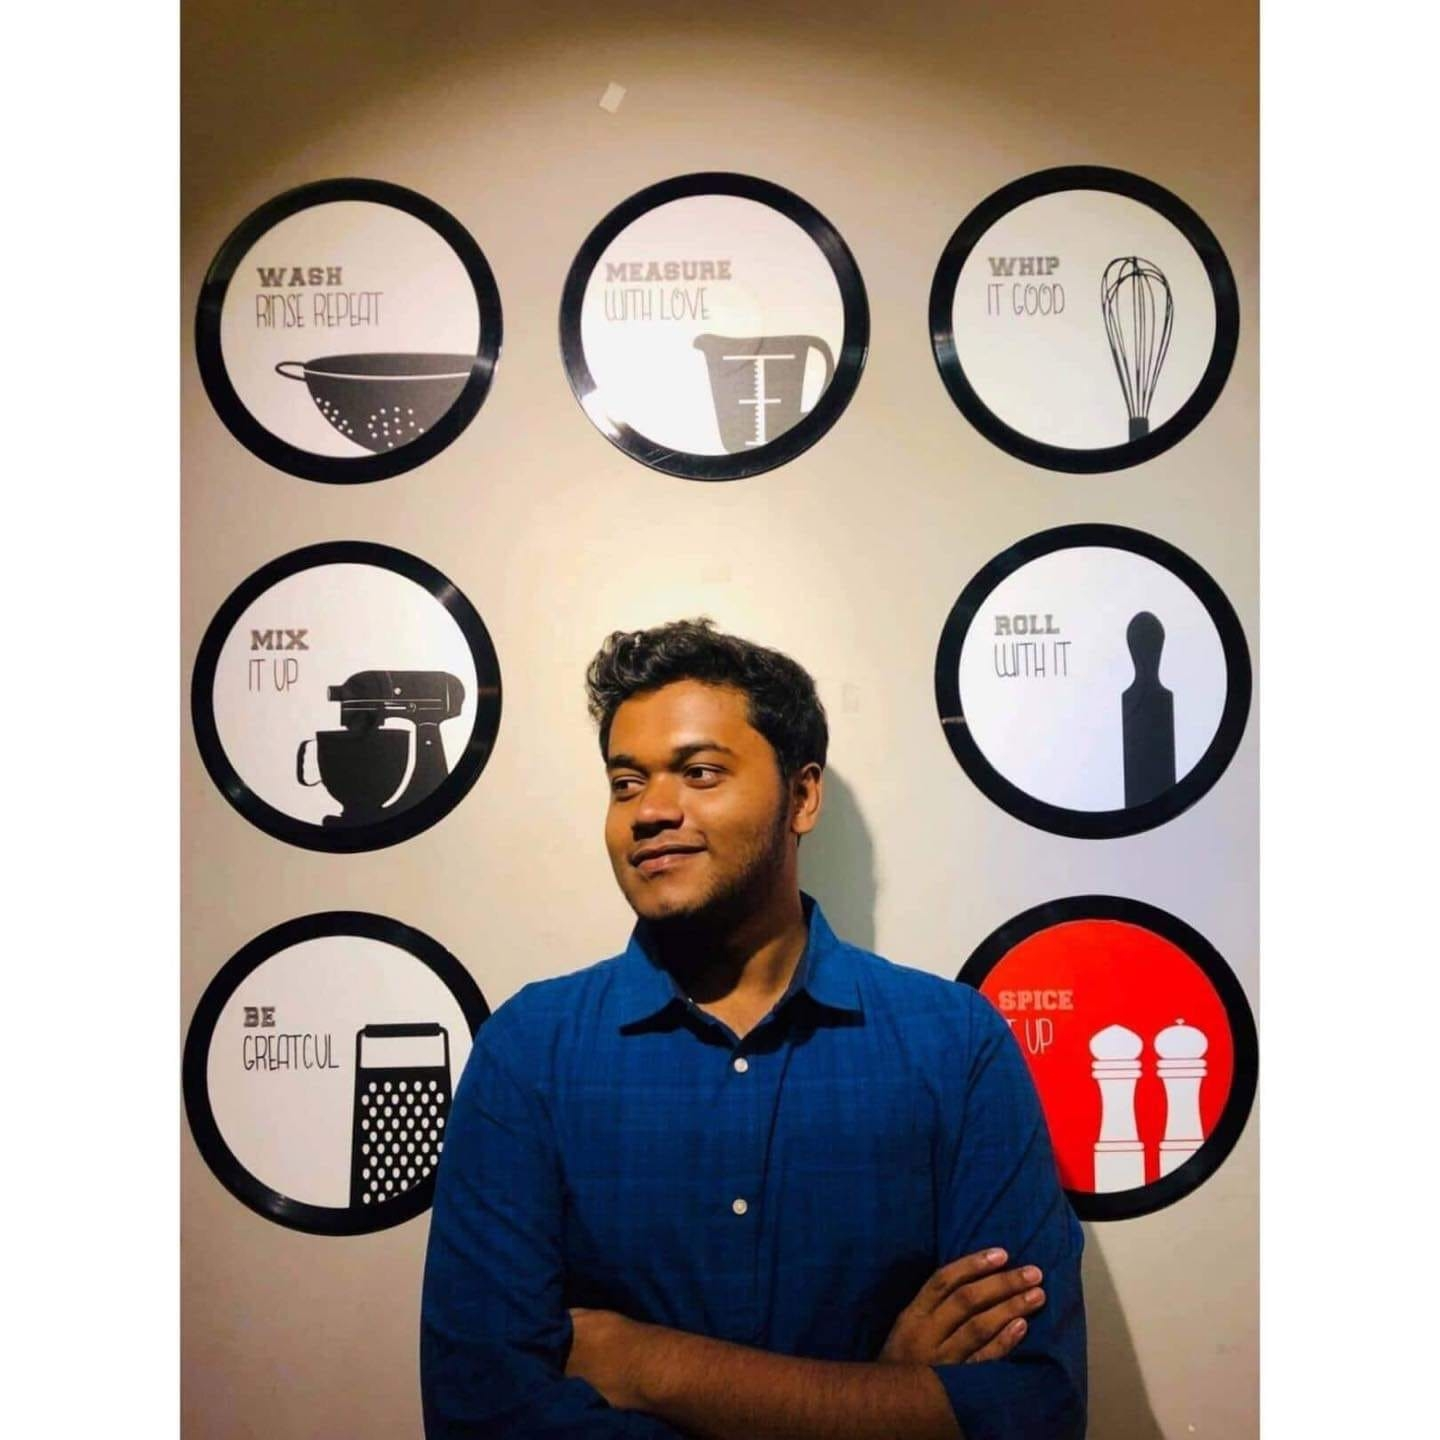 WASH
RINSE REPEAT
MEASURE
WITH LOVE
WHIP
IT GOOD
MIX
IT UP
ROLL
WITH IT
BE
GREATCUL
SPICE
UP